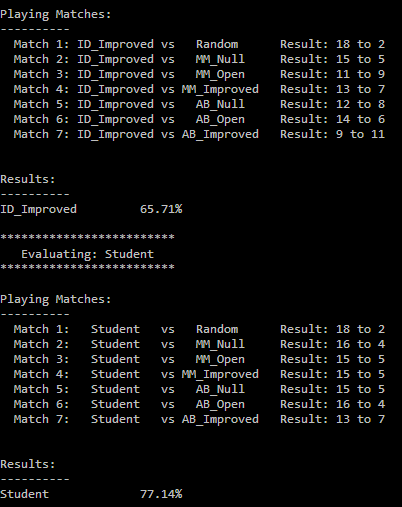 Playing Matches:
----------
Match 1: ID_Improved vs Random Result: 18 to 2
Match 2: ID_Improved vs MM_Null Result: 15 to 5
Match 3: ID_Improved vs MM_Open Result: 11 to 9
Match 4: ID_Improved vs MM_Improved Result: 13 to 7
Match 5: ID_Improved vs AB_Null Result: 12 to 8
Match 6: ID_Improved vs AB_Open Result: 14 to 6
Match 7: ID_Improved vs AB_Improved Result: 9 to 11
Results:
----------
ID_Improved 65.71%
*************************
Evaluating: Student
*************************
Playing Matches:
----------
Match 1: Student vs Random Result: 18 to 2
Match 2: Student vs MM_Null Result: 16 to 4
Match 3: Student vs MM_Open Result: 15 to 5
Match 4: Student vs MM_Improved Result: 15 to 5
Match 5: Student vs AB_Null Result: 15 to 5
Match 6: Student vs AB_Open Result: 16 to 4
Match 7: Student vs AB_Improved Result: 13 to 7
Results:
----------
Student 77.14%